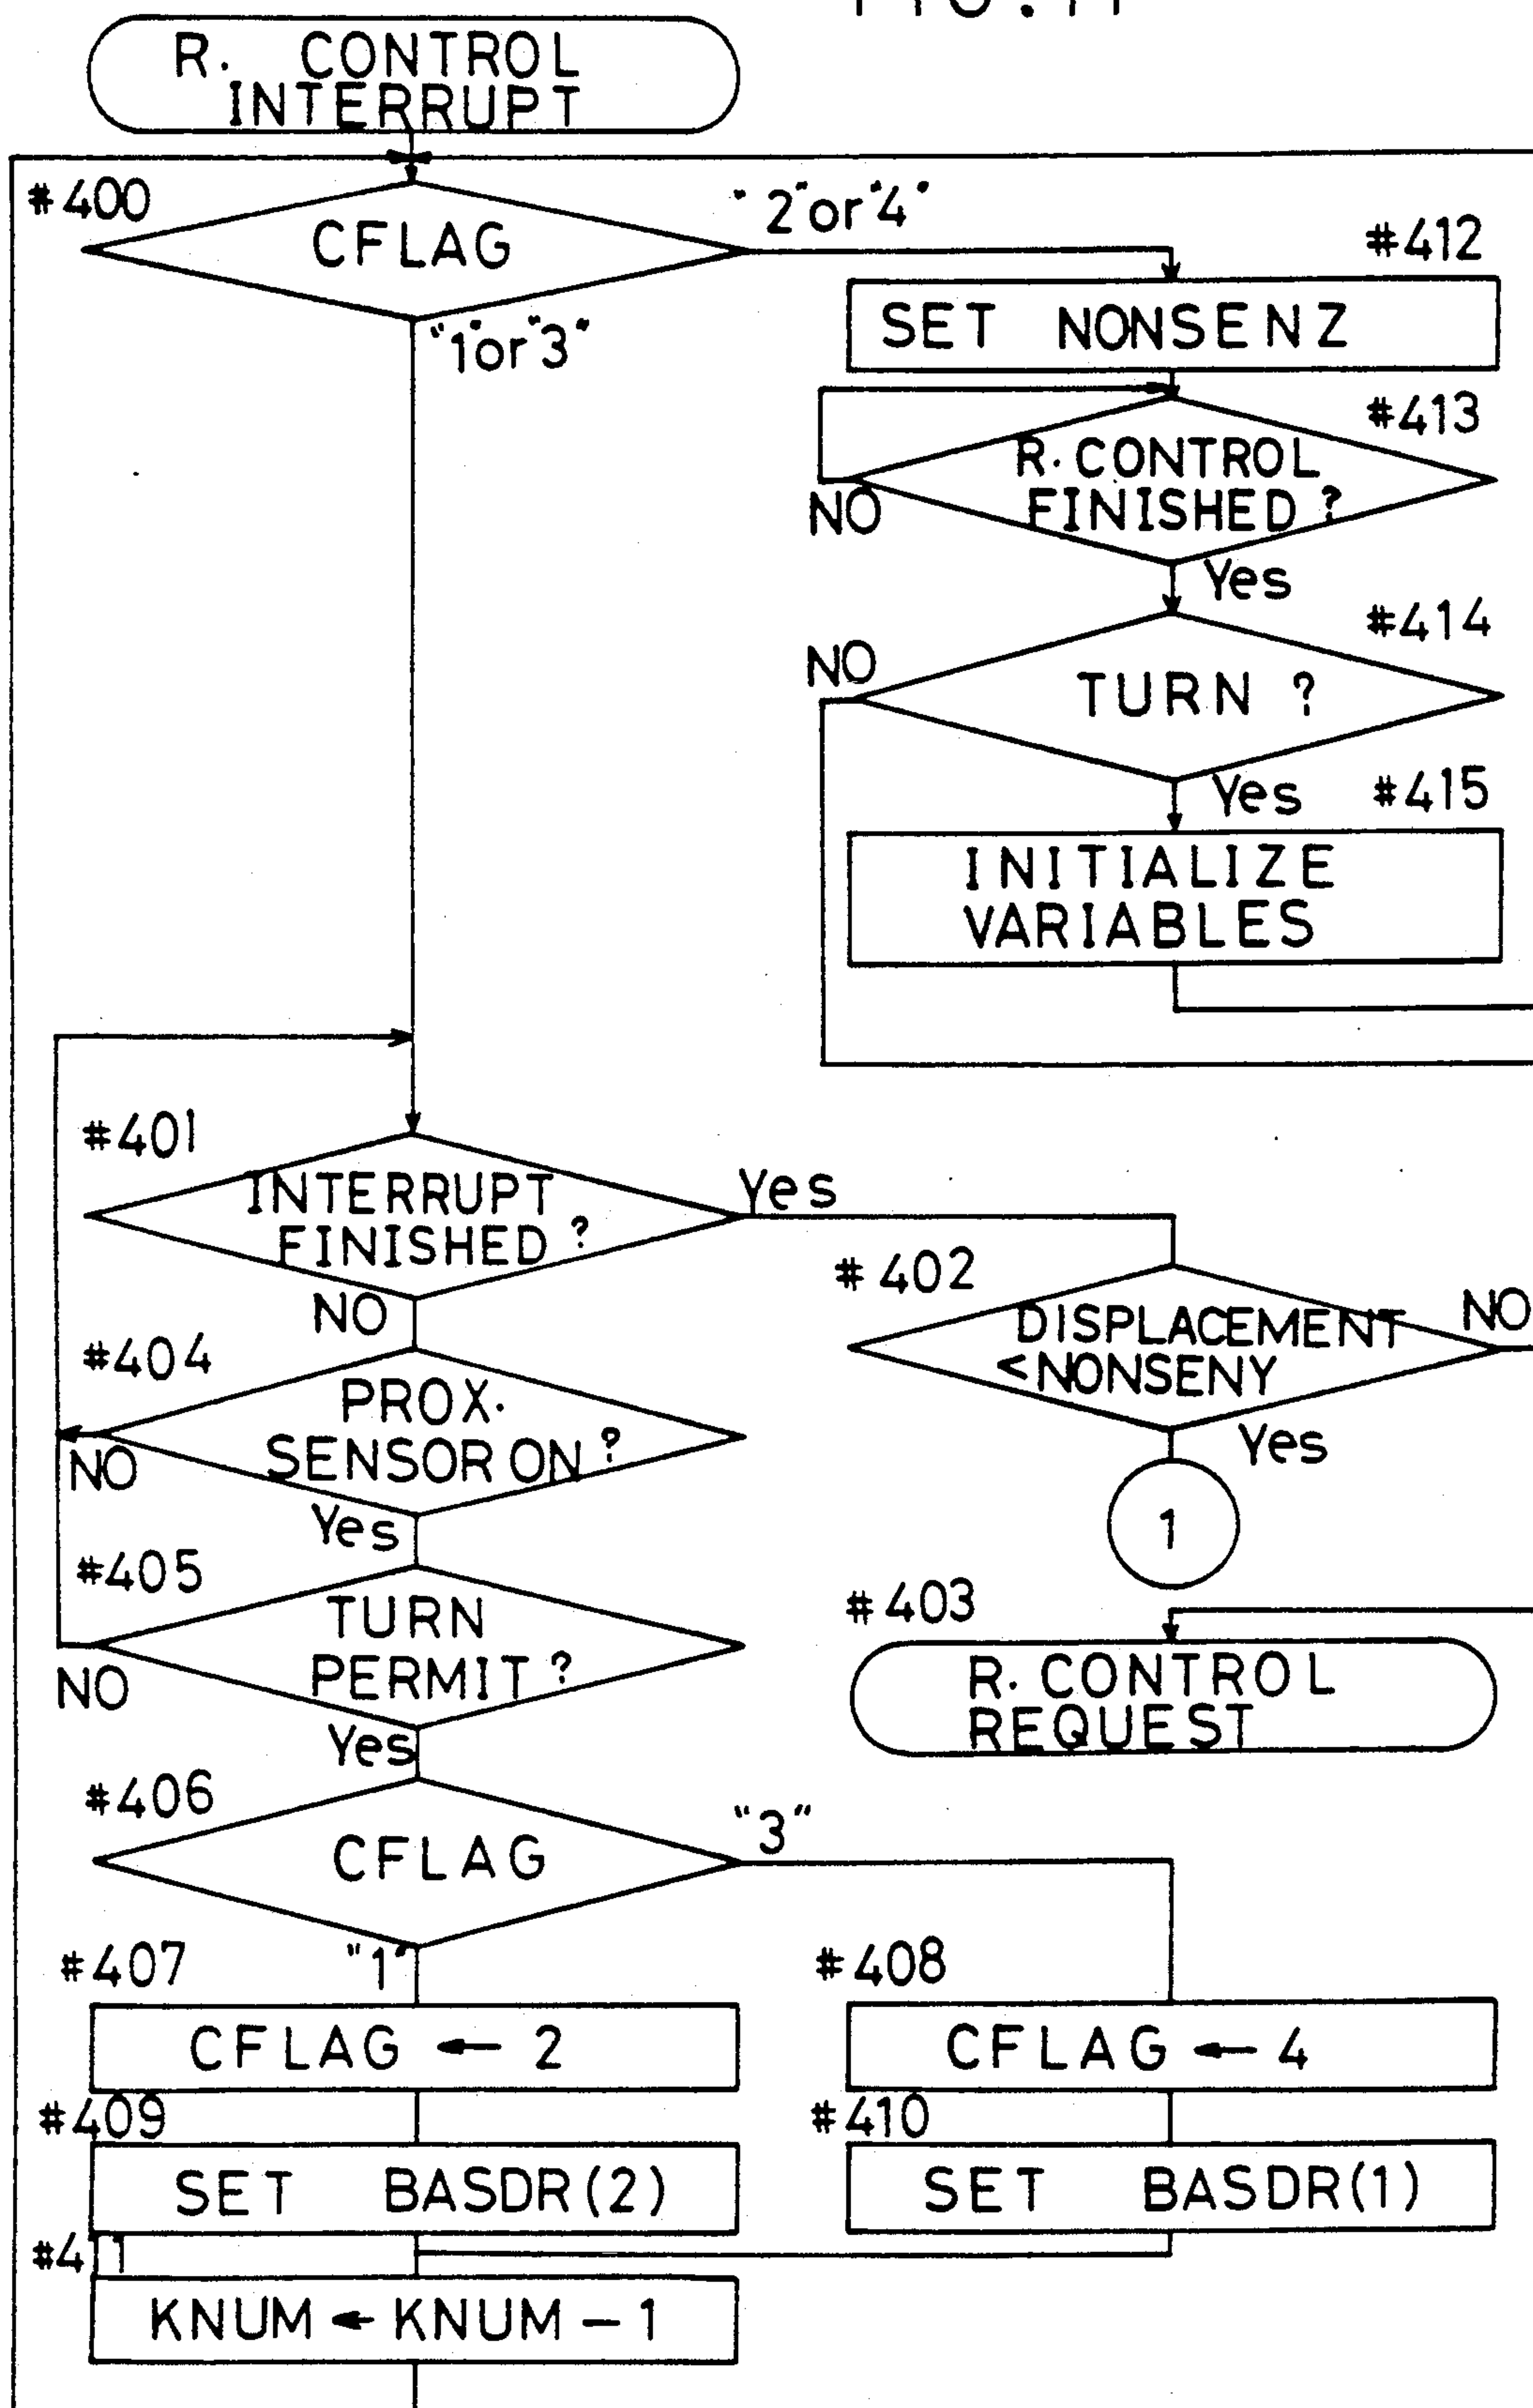 R. CONTROL
INTERRUPT
#400
CFLAG
"2"or"4"
"1"or"3"
#412
SET NONSENZ
#413
R. CONTROL
FINISHED ?
NO
Yes
#414
NO
TURN ?
Yes
#415
INITIALIZE
VARIABLES
#401
INTERRUPT
FINISHED ?
Yes
NO
#402
DISPLACEMENT
<NONSENY
NO
Yes
1
#403
R. CONTROL
REQUEST
#404
PROX.
SENSOR ON ?
NO
Yes
#405
TURN
PERMIT ?
NO
Yes
#406
CFLAG
"3"
"1"
#407
CFLAG ← 2
#408
CFLAG ← 4
#409
SET BASDR(2)
#410
SET BASDR(1)
#411
KNUM ← KNUM - 1